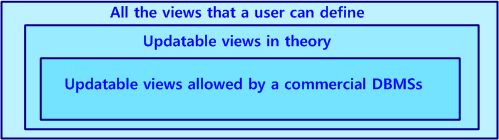 All the views that a user can define
Updatable views in theory
Updatable views allowed by a commercial DBMSs